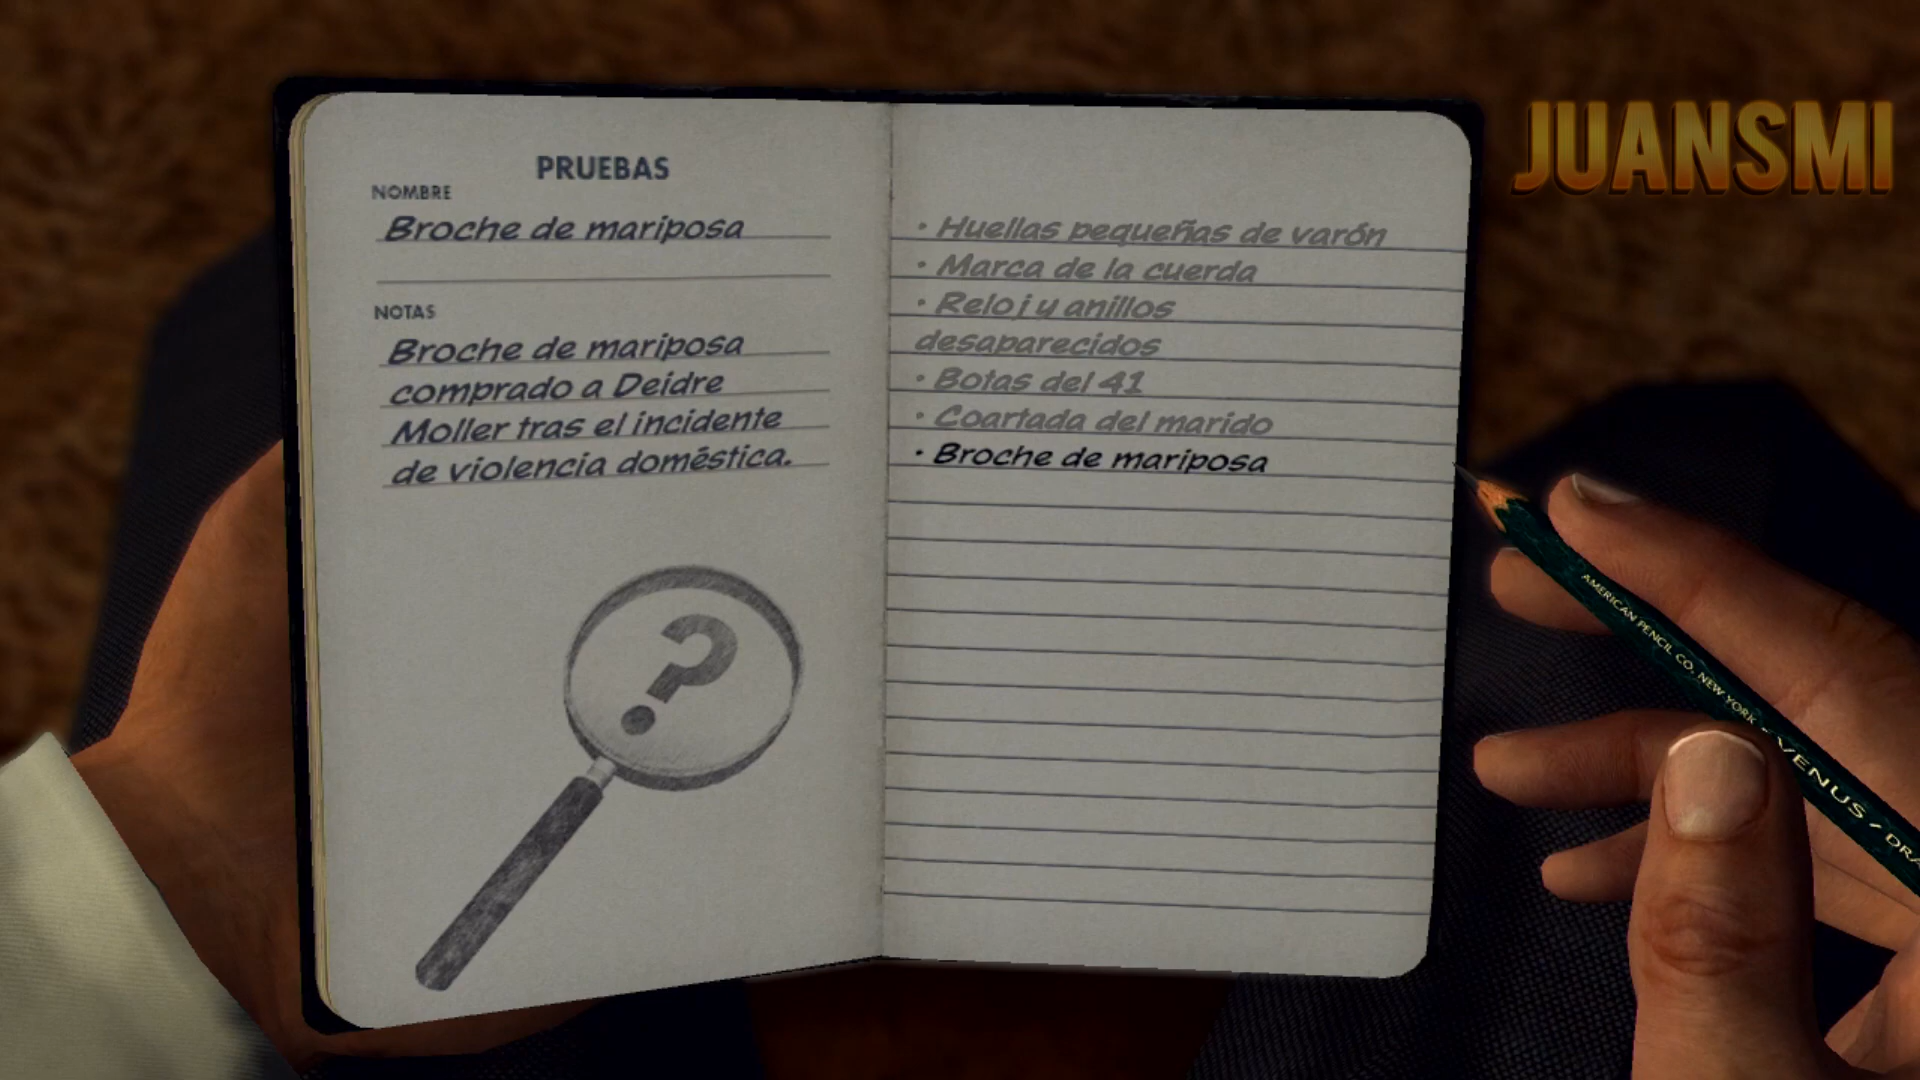 PRUEBAS
NOMBRE
Broche de mariposa
NOTAS
Broche de mariposa
comprado a Deidre
Moller tras el incidente
de violencia doméstica.
• Huellas pequeñas de varón
• Marca de la cuerda
• Reloj y anillos
desaparecidos
• Botas del 41
• Coartada del marido
• Broche de mariposa
JUANSMI
AMERICAN PENCIL CO. NEW YORK
VENUS / DRA